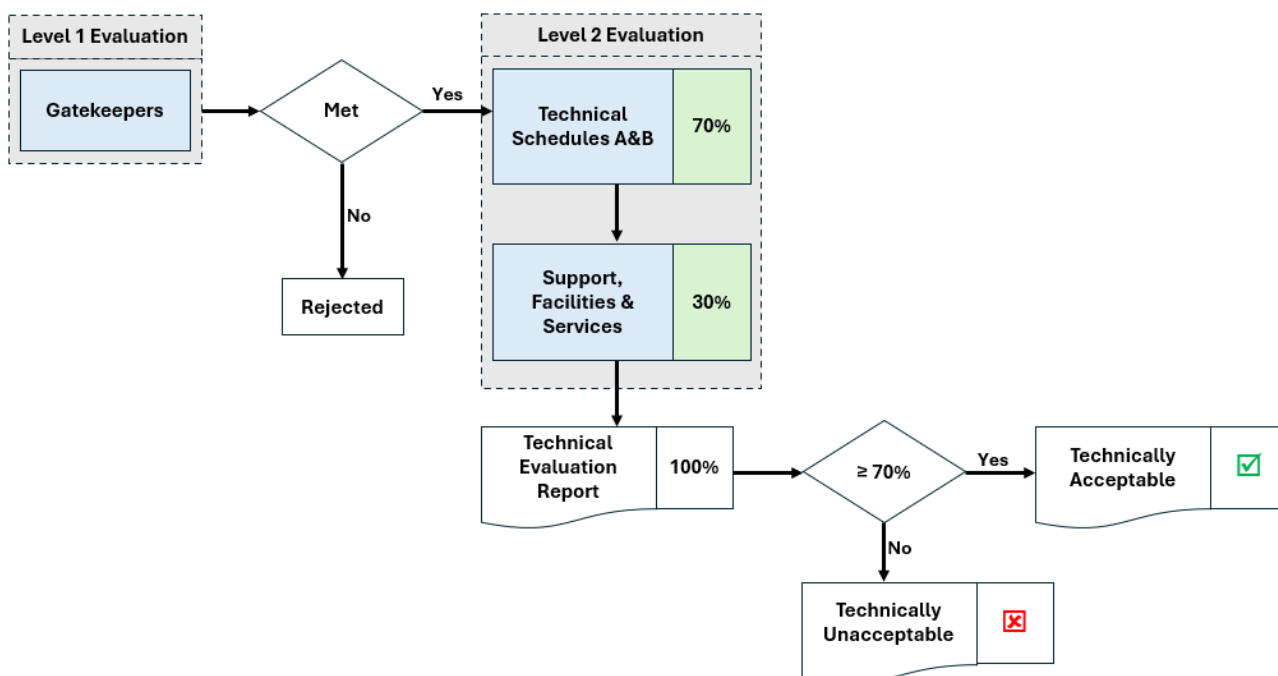 Level 1 Evaluation
Gatekeepers
Met
Yes
No
Rejected
Level 2 Evaluation
Technical
Schedules A&B
70%
Support,
Facilities &
Services
30%
Technical
Evaluation
Report
100%
≥ 70%
Yes
Technically
Acceptable
No
Technically
Unacceptable